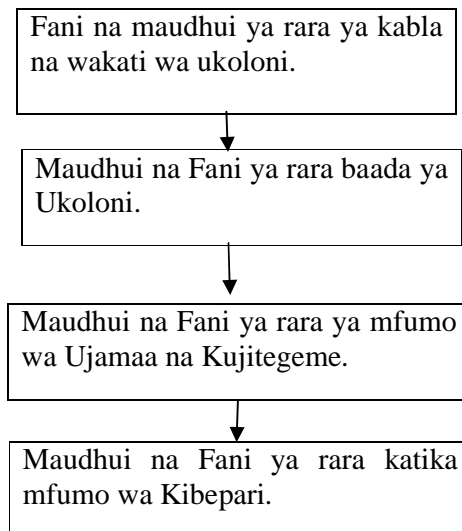 Fani na maudhui ya rara ya kabla
na wakati wa ukoloni.
Maudhui na Fani ya rara baada ya
Ukoloni.
Maudhui na Fani ya rara ya mfumo
wa Ujamaa na Kujitegeme.
Maudhui na Fani ya rara katika
mfumo wa Kibepari.